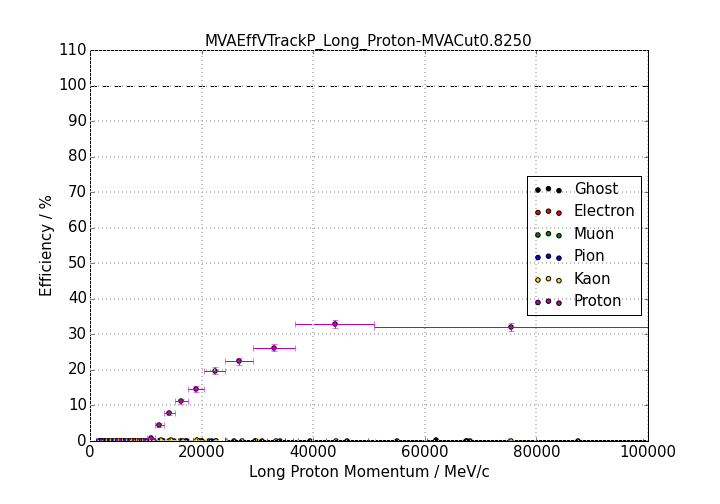 MVAEffVTrackP_Long_Proton-MVACut0.8250
110
100
90
80
70
60
50
40
30
20
10
0
Efficiency / %
Ghost
Electron
Muon
Pion
Kaon
Proton
0 20000 40000 60000 80000 100000
Long Proton Momentum / MeV/c